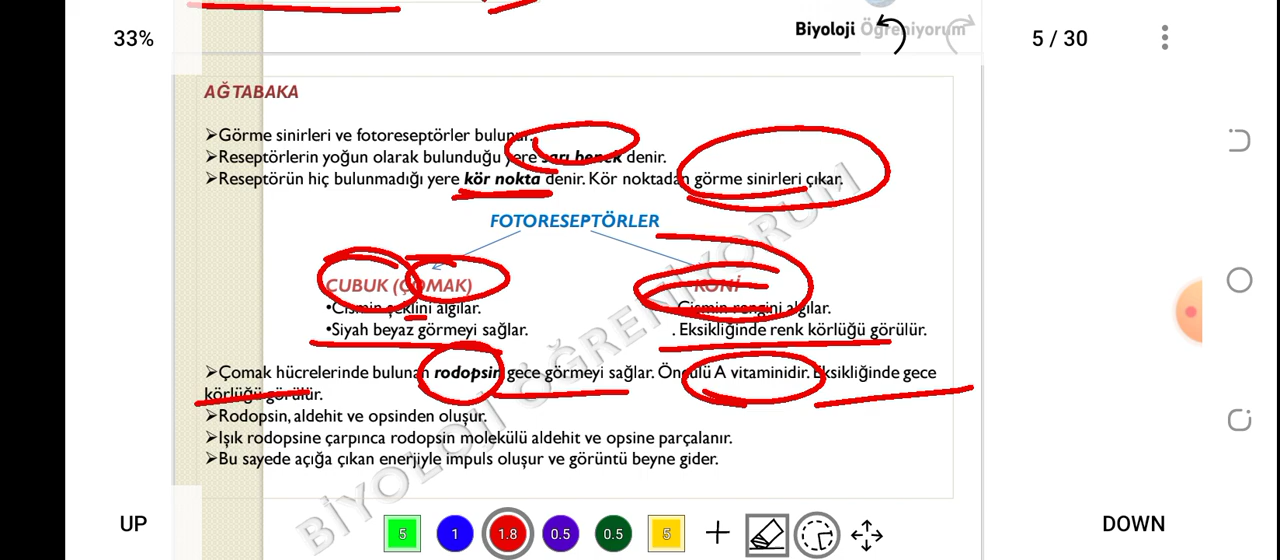 33%
Biyoloji Öğreniyorum
5 / 30
AĞTABAKA
➢Görme sinirleri ve fotoreseptörler bulunur.
➢Reseptörlerin yoğun olarak bulunduğu yere sarı benek denir.
➢Reseptörün hiç bulunmadığı yere kör nokta denir. Kör noktadan görme sinirleri çıkar.
FOTORESEPTÖRLER
ÇUBUK (ÇOMAK)
KONİ
•Cismin şeklini algılar.
. Cismin rengini algılar.
•Siyah beyaz görmeyi sağlar.
. Eksikliğinde renk körlüğü görülür.
➢Çomak hücrelerinde bulunan rodopsin gece görmeyi sağlar. Öncülü A vitaminidir. Eksikliğinde gece
körlüğü görülür.
➢Rodopsin, aldehit ve opsinden oluşur.
➢Işık rodopsine çarpınca rodopsin molekülü aldehit ve opsine parçalanır.
➢Bu sayede açığa çıkan enerjiyle impuls oluşur ve görüntü beyne gider.
BİYOLOJİ ÖĞRENİYORUM
UP
5
1
1.8
0.5
0.5
5
DOWN